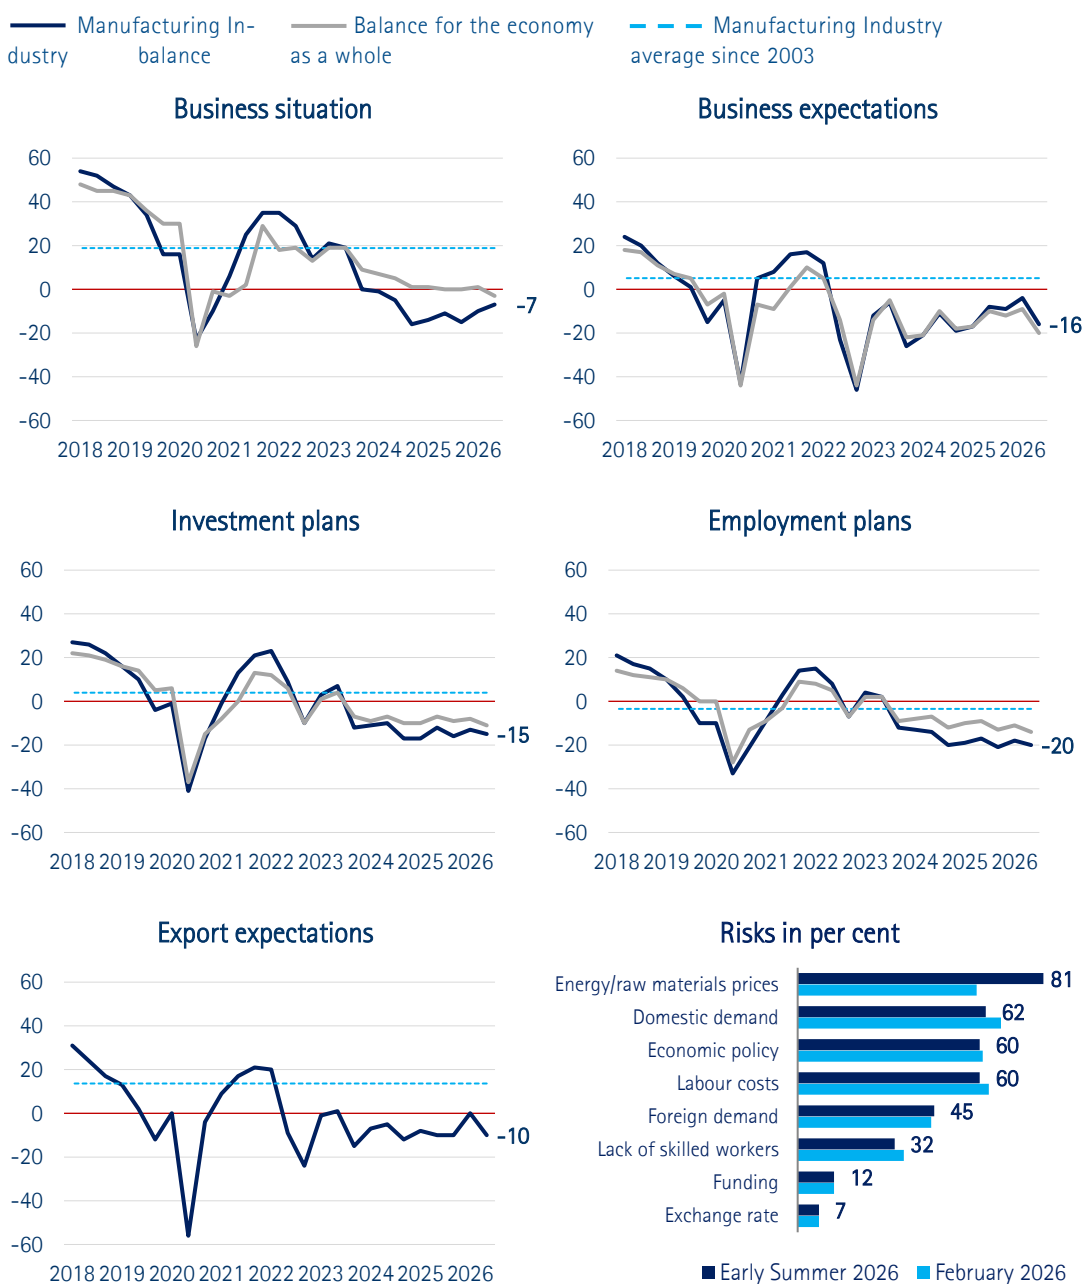 Manufacturing In- Balance for the economy Manufacturing Industry
dustry balance as a whole average since 2003
Business situation
60
40
20
0
-20
-40
-60
-7
2018 2019 2020 2021 2022 2023 2024 2025 2026
Business expectations
60
40
20
0
-20
-40
-60
-16
2018 2019 2020 2021 2022 2023 2024 2025 2026
Investment plans
60
40
20
0
-20
-40
-60
-15
2018 2019 2020 2021 2022 2023 2024 2025 2026
Employment plans
60
40
20
0
-20
-40
-60
-20
2018 2019 2020 2021 2022 2023 2024 2025 2026
Export expectations
60
40
20
0
-20
-40
-60
-10
2018 2019 2020 2021 2022 2023 2024 2025 2026
Risks in per cent
Energy/raw materials prices 81
Domestic demand 62
Economic policy 60
Labour costs 60
Foreign demand 45
Lack of skilled workers 32
Funding 12
Exchange rate 7
Early Summer 2026 February 2026